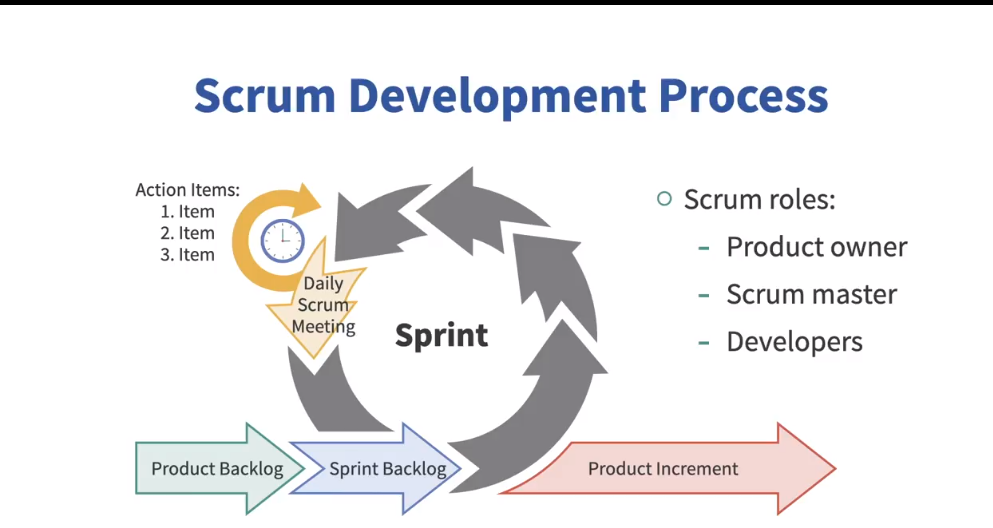 Scrum Development Process
Action Items:
1. Item
2. Item
3. Item
Daily
Scrum
Meeting
Sprint
Scrum roles:
- Product owner
- Scrum master
- Developers
Product Backlog
Sprint Backlog
Product Increment